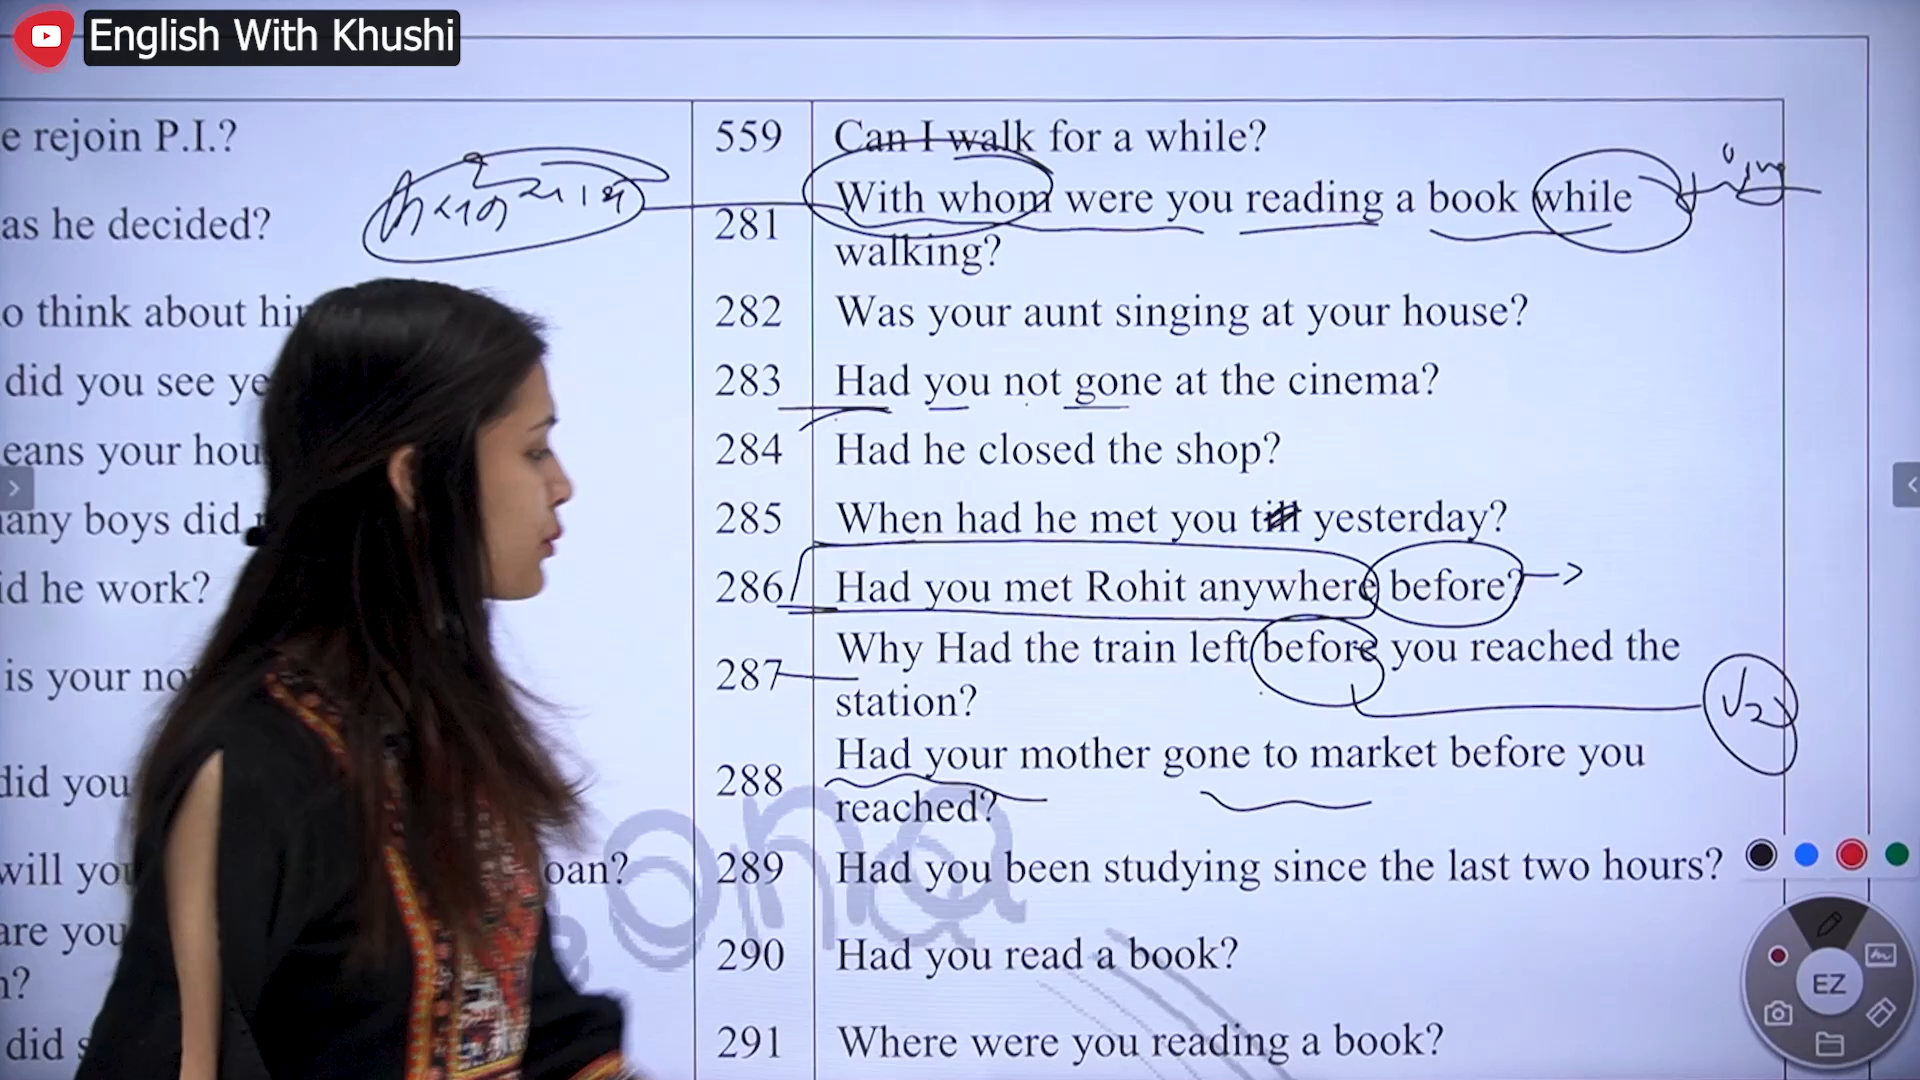 English With Khushi
e rejoin P.I.?
559 Can I walk for a while?
as he decided?
281 With whom were you reading a book while
walking?
ing
o think about hi
282 Was your aunt singing at your house?
did you see ye
283 Had you not gone at the cinema?
eans your hou
284 Had he closed the shop?
any boys did
285 When had he met you till yesterday?
id he work?
286 Had you met Rohit anywhere before?
is your no
287 Why Had the train left before you reached the
station?
V2
did you
288 Had your mother gone to market before you
reached?
will you oan?
289 Had you been studying since the last two hours?
are you
?
290 Had you read a book?
did s
291 Where were you reading a book?
EZ
ona